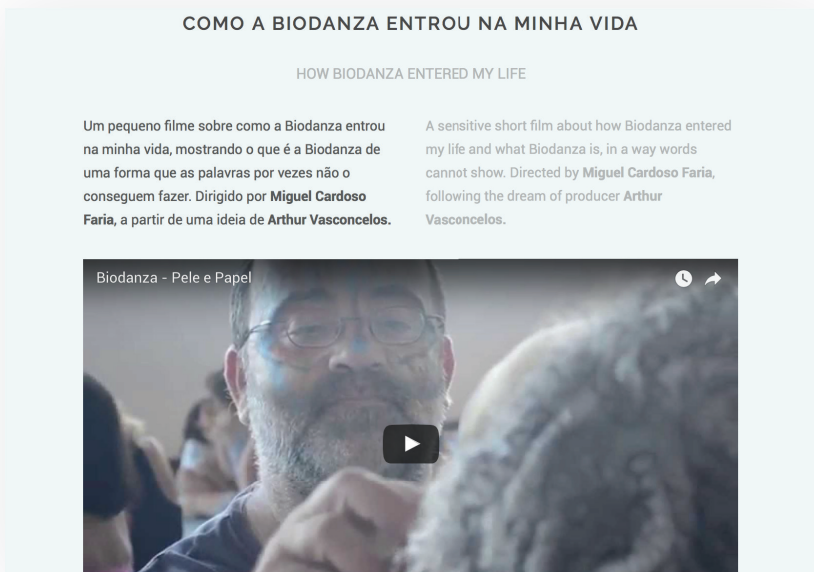 COMO A BIODANZA ENTROU NA MINHA VIDA
HOW BIODANZA ENTERED MY LIFE
Um pequeno filme sobre como a Biodanza entrou
na minha vida, mostrando o que é a Biodanza de
uma forma que as palavras por vezes não o
conseguem fazer. Dirigido por Miguel Cardoso
Faria, a partir de uma ideia de Arthur Vasconcelos.
A sensitive short film about how Biodanza entered
my life and what Biodanza is, in a way words
cannot show. Directed by Miguel Cardoso Faria,
following the dream of producer Arthur
Vasconcelos.
Biodanza - Pele e Papel